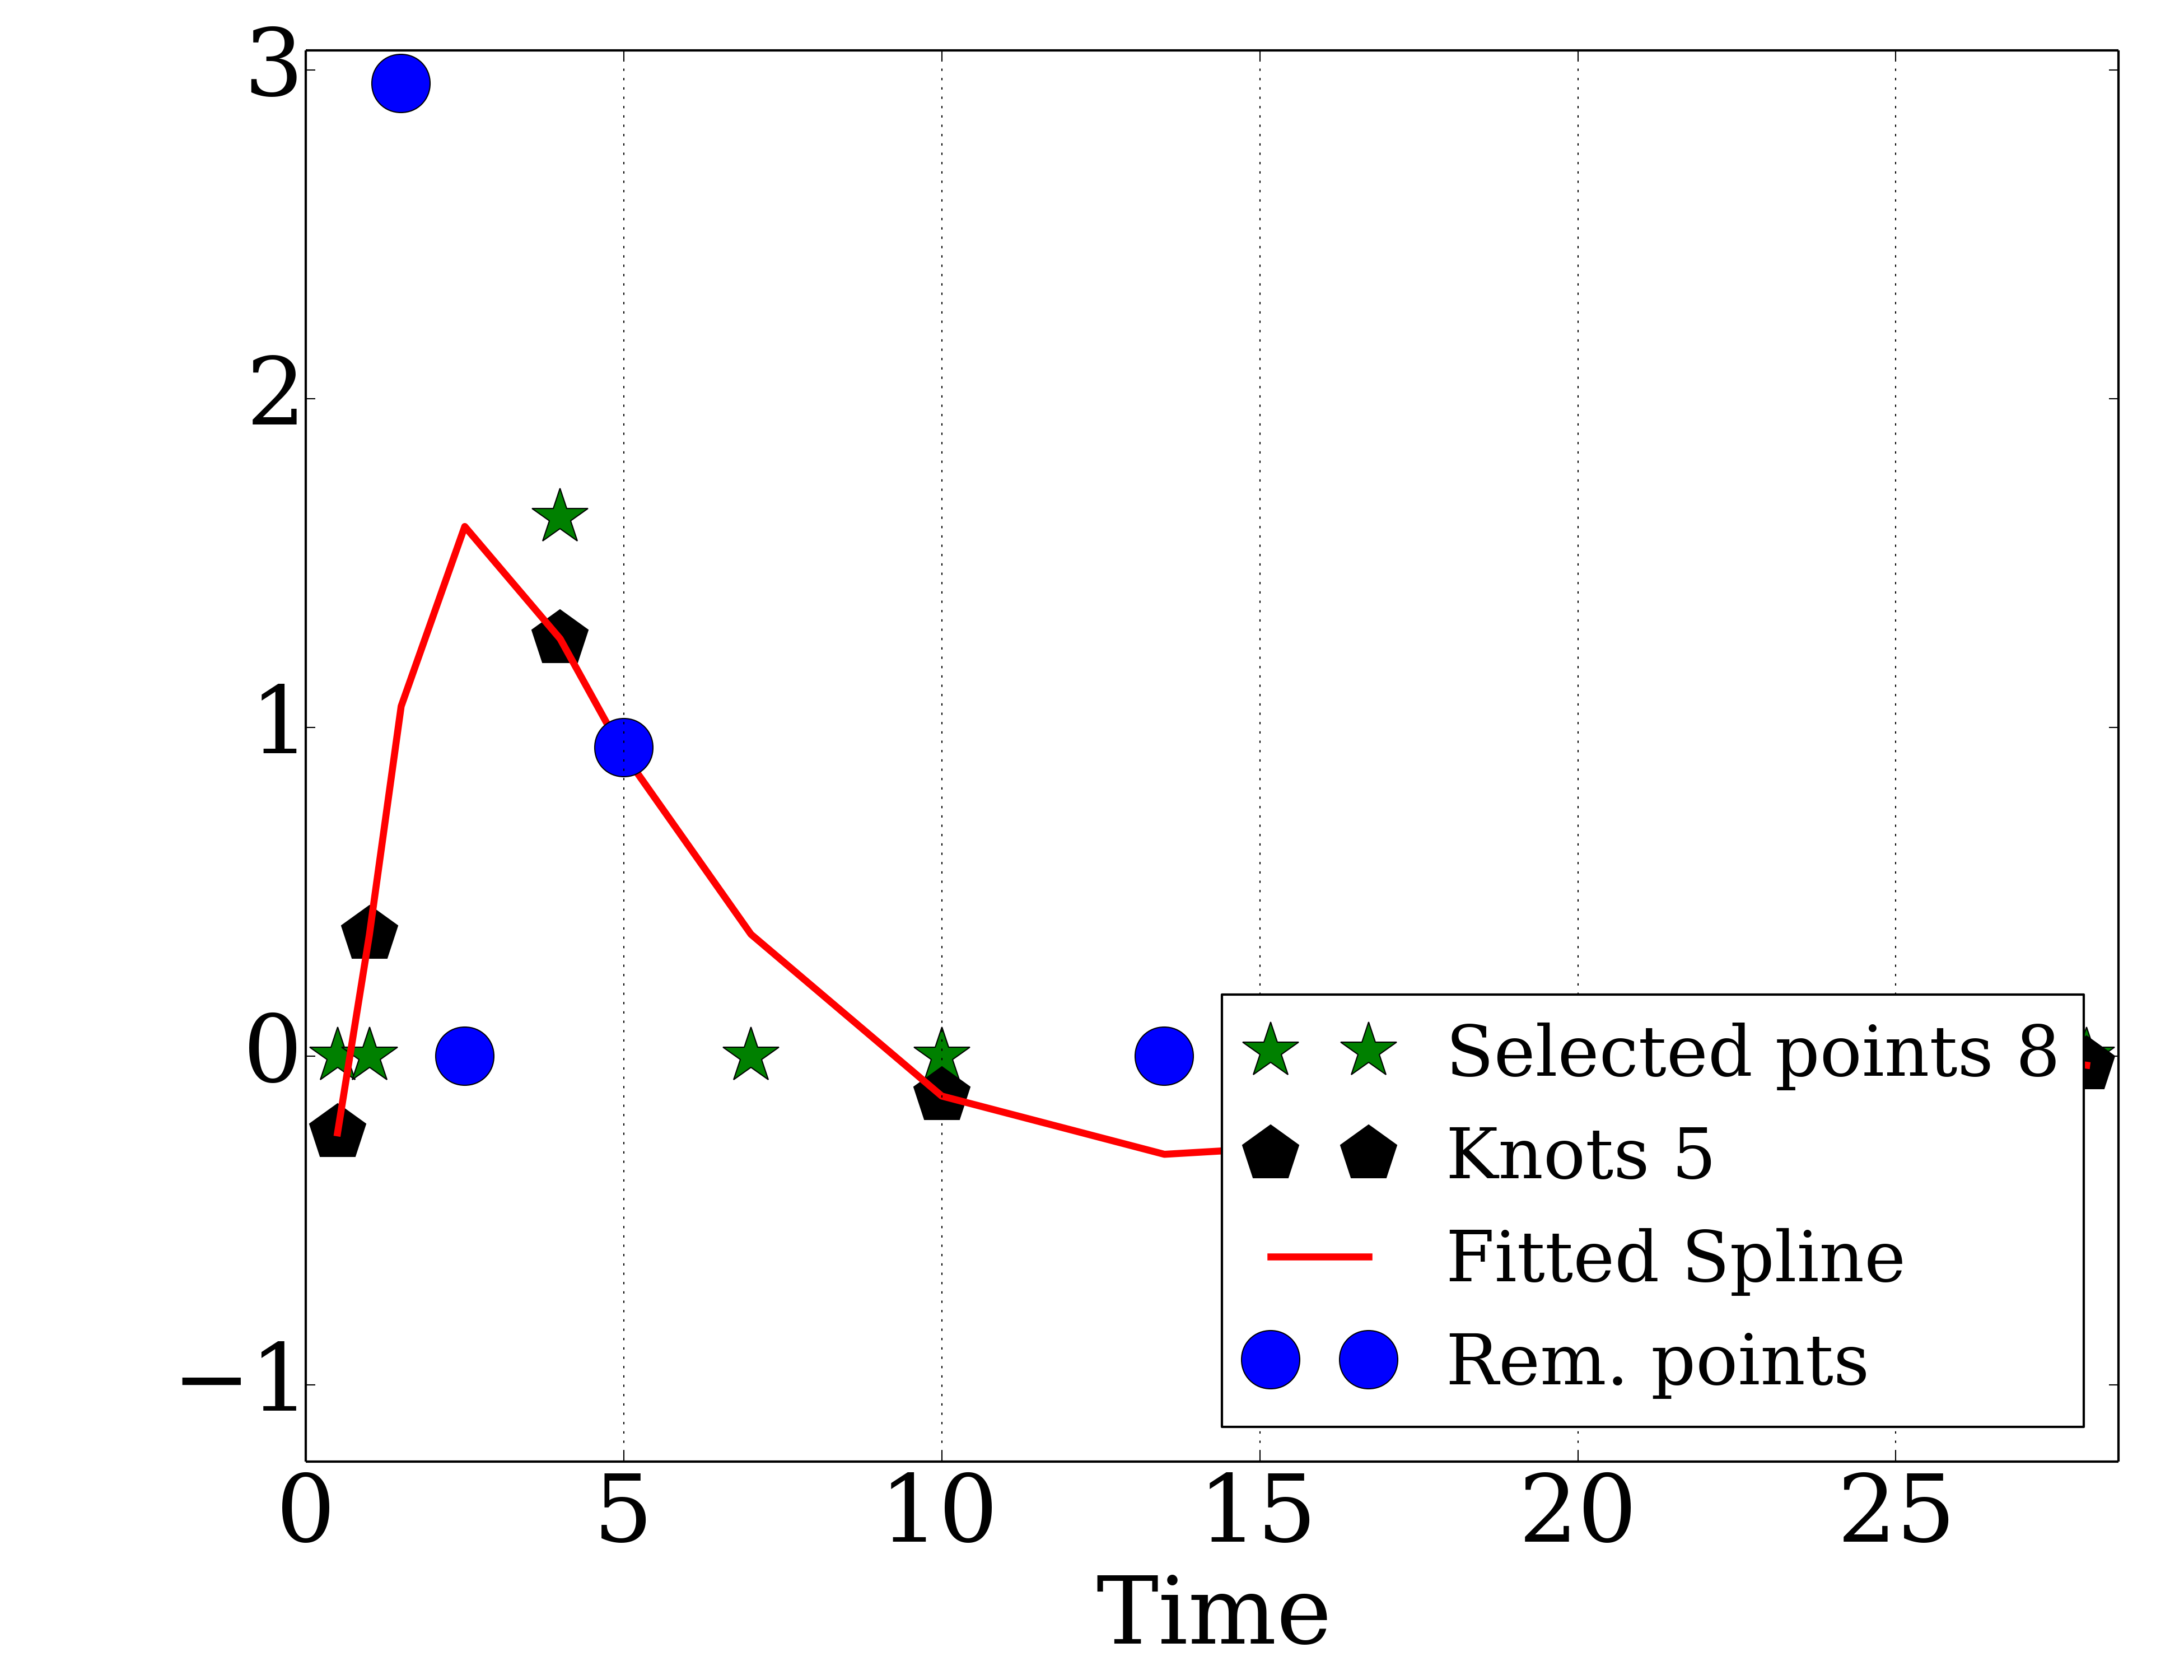 3
2
1
0
−1
Selected points 8
Knots 5
Fitted Spline
Rem. points
0 5 10 15 20 25
Time